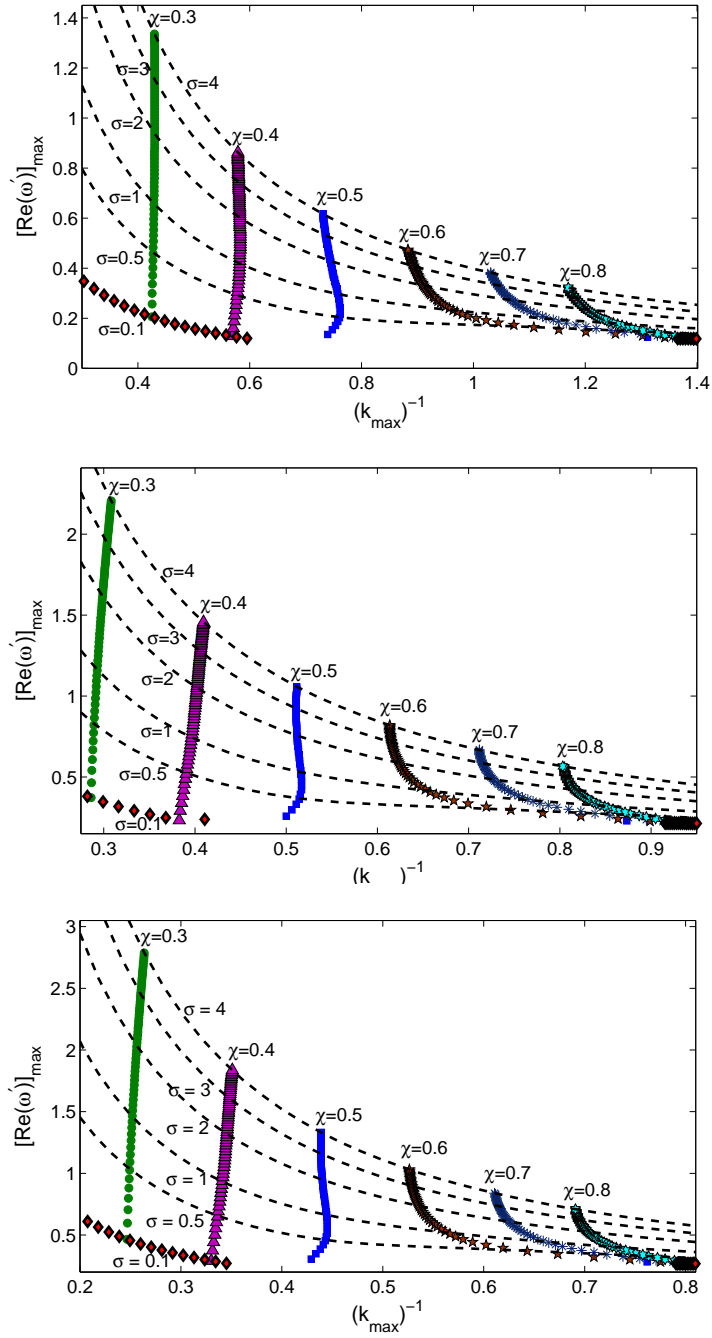 χ=0.3
σ=3
σ=4
σ=2
χ=0.4
σ=1
χ=0.5
σ=0.5
χ=0.6
χ=0.7
χ=0.8
σ=0.1
[Re(ω′)]max
1.4
1.2
1
0.8
0.6
0.4
0.2
0
0.4 0.6 0.8 1 1.2 1.4
(kmax)−1
χ=0.3
σ=4
χ=0.4
σ=3
σ=2
χ=0.5
σ=1
χ=0.6
σ=0.5
χ=0.7
χ=0.8
σ=0.1
[Re(ω′)]max
2
1.5
1
0.5
0.3 0.4 0.5 0.6 0.7 0.8 0.9
(k )−1
χ=0.3
σ = 4
χ=0.4
σ = 3
χ=0.5
σ = 2
χ=0.6
σ = 1
χ=0.7
χ=0.8
σ = 0.5
σ = 0.1
[Re(ω′)]max
3
2.5
2
1.5
1
0.5
0.2 0.3 0.4 0.5 0.6 0.7 0.8
(kmax)−1